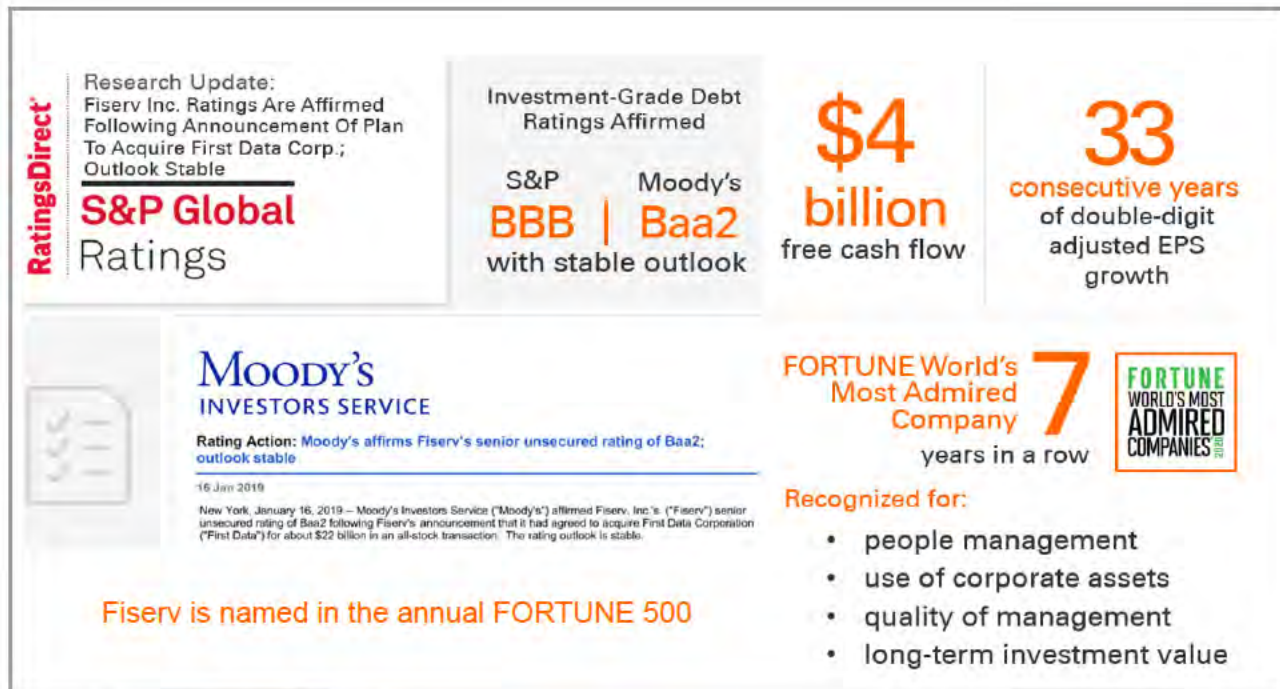 RatingsDirect®
Research Update:
Fiserv Inc. Ratings Are Affirmed
Following Announcement Of Plan
To Acquire First Data Corp.;
Outlook Stable
S&P Global
Ratings
Investment-Grade Debt
Ratings Affirmed
S&P Moody's
BBB | Baa2
with stable outlook
$4
billion
free cash flow
33
consecutive years
of double-digit
adjusted EPS
growth
MOODY'S
INVESTORS SERVICE
Rating Action: Moody's affirms Fiserv's senior unsecured rating of Baa2;
outlook stable
16 Jan 2019
New York, January 16, 2019 -- Moody's Investors Service ("Moody's") affirmed Fiserv, Inc.'s. ("Fiserv") senior
unsecured rating of Baa2 following Fiserv's announcement that it had agreed to acquire First Data Corporation
("First Data") for about $22 billion in an all-stock transaction. The rating outlook is stable.
Fiserv is named in the annual FORTUNE 500
FORTUNE World's
Most Admired
Company
7
years in a row
FORTUNE
WORLD'S MOST
ADMIRED
COMPANIES 2020
Recognized for:
• people management
• use of corporate assets
• quality of management
• long-term investment value